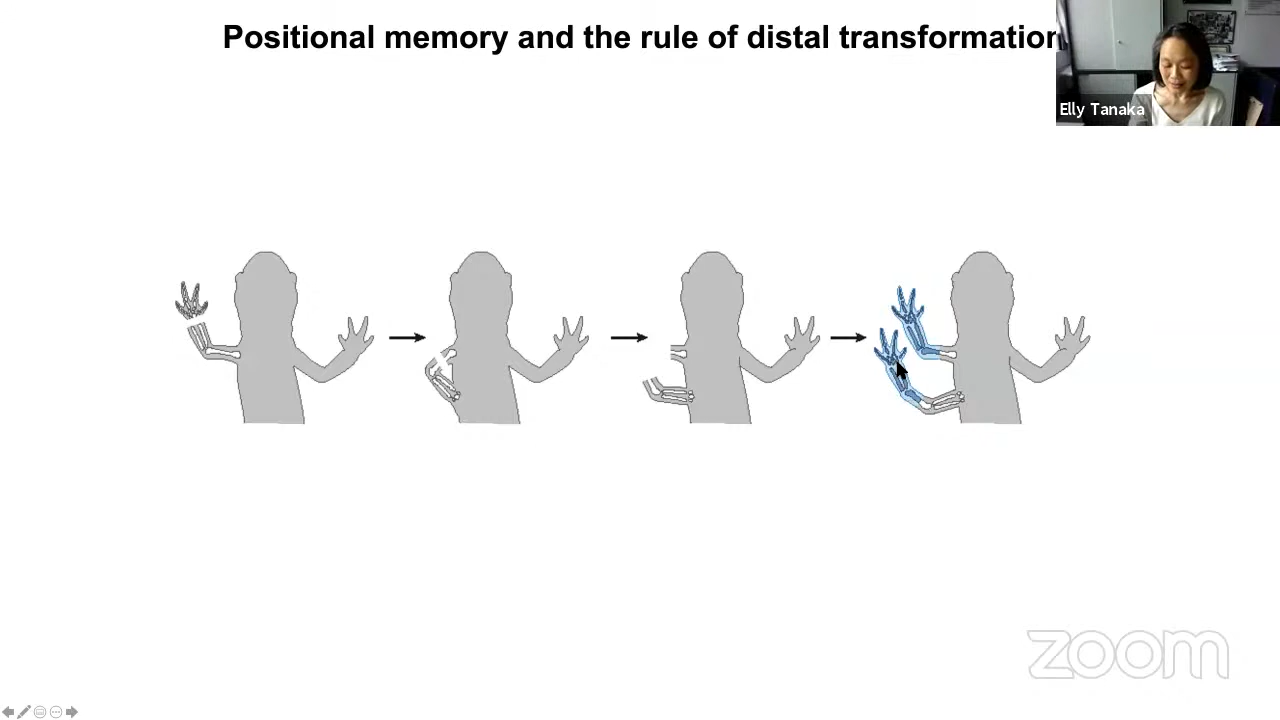 Positional memory and the rule of distal transformation
Elly Tanaka
zoom